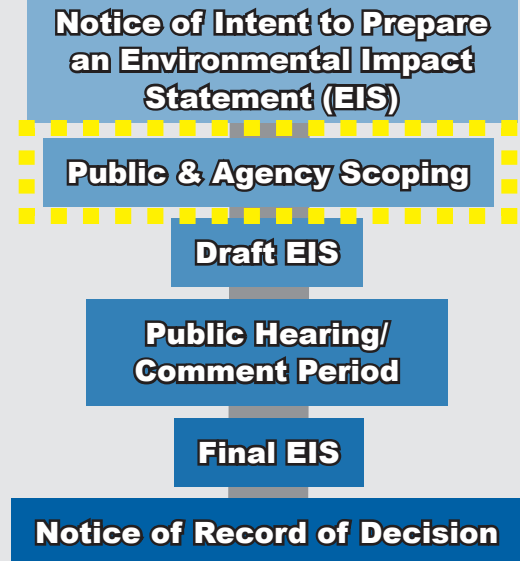 Notice of Intent to Prepare
an Environmental Impact
Statement (EIS)
Public & Agency Scoping
Draft EIS
Public Hearing/
Comment Period
Final EIS
Notice of Record of Decision